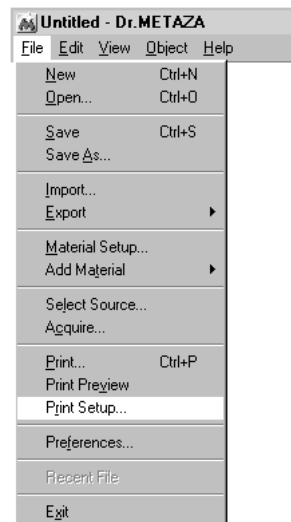 Untitled - Dr.METAZA
File Edit View Object Help
New Ctrl+N
Open... Ctrl+O
Save Ctrl+S
Save As...
Import...
Export
Material Setup...
Add Material
Select Source...
Acquire...
Print... Ctrl+P
Print Preview
Print Setup...
Preferences...
Recent File
Exit